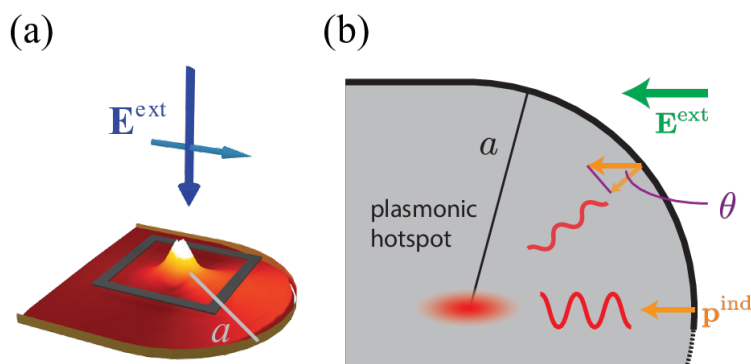 (a)
(b)
E^ext
E^ext
a
θ
plasmonic
hotspot
p^ind
a